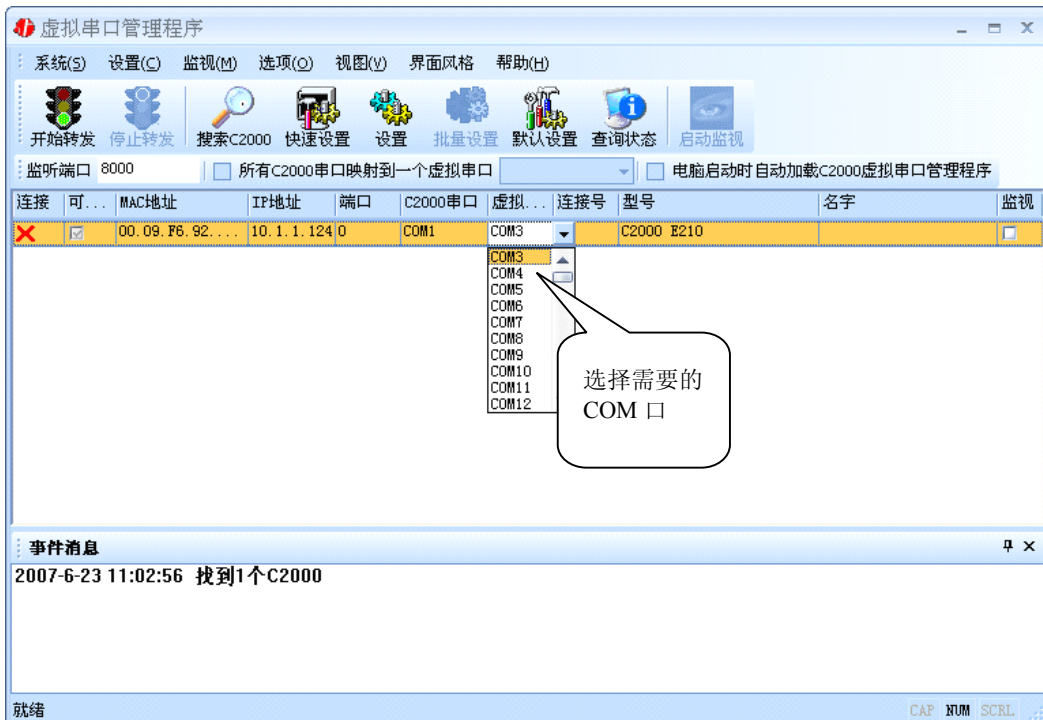 虚拟串口管理程序
系统(S) 设置(C) 监视(M) 选项(O) 视图(V) 界面风格 帮助(H)
开始转发 停止转发 搜索C2000 快速设置 设置 批量设置 默认设置 查询状态 启动监视
监听端口 8000 所有C2000串口映射到一个虚拟串口 电脑启动时自动加载C2000虚拟串口管理程序
连接 可... MAC地址 IP地址 端口 C2000串口 虚拟... 连接号 型号 名字 监视
00.09.F6.92.... 10.1.1.124 0 COM1 COM3 C2000 E210
COM3
COM4
COM5
COM6
COM7
COM8
COM9
COM10
COM11
COM12
选择需要的
COM 口
事件消息
2007-6-23 11:02:56 找到1个C2000
就绪 CAP NUM SCRL